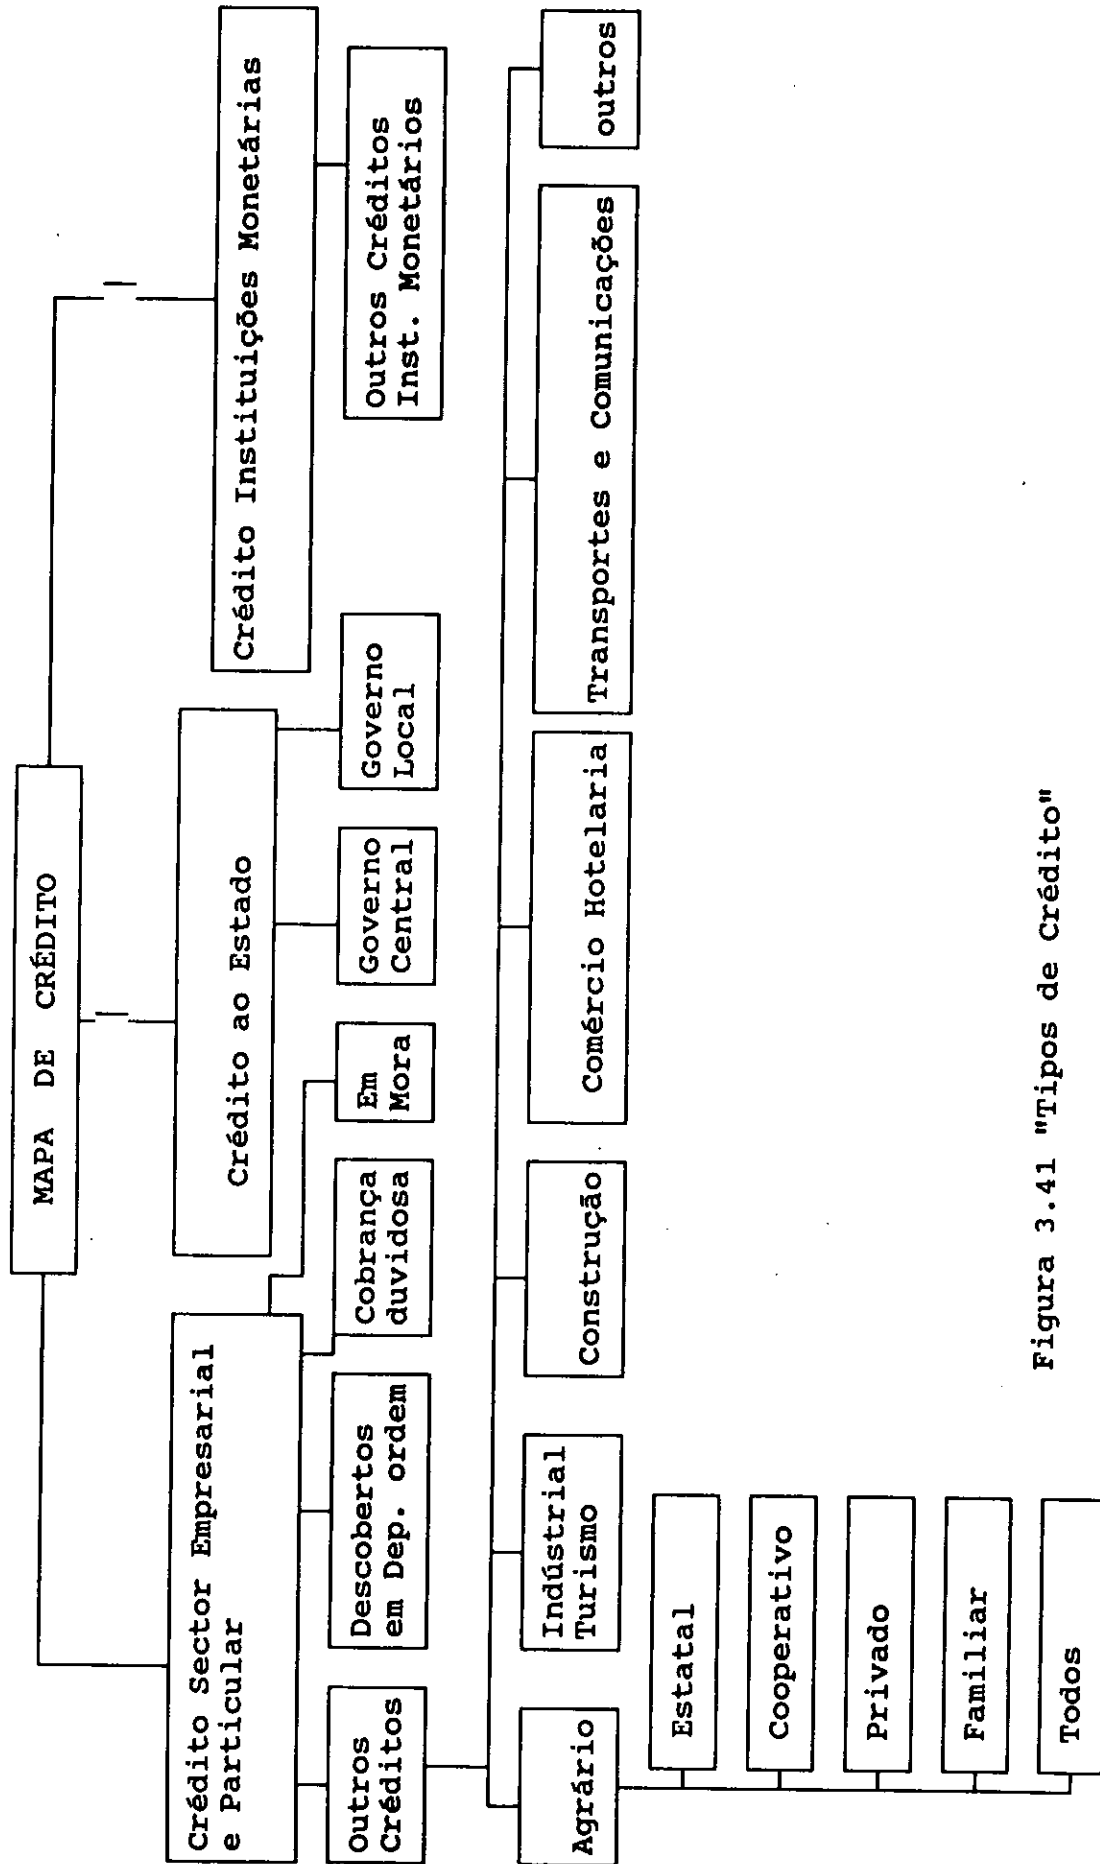 MAPA DE CRÉDITO
Crédito Sector Empresarial
e Particular
Crédito ao Estado
Crédito Instituições Monetárias
Outros
Créditos
Descobertos
em Dep. ordem
Cobrança
duvidosa
Em
Mora
Governo
Central
Governo
Local
Outros Créditos
Inst. Monetários
Agrário
Indústrial
Turismo
Construção
Comércio Hotelaria
Transportes e Comunicações
outros
Estatal
Cooperativo
Privado
Familiar
Todos
Figura 3.41 "Tipos de Crédito"